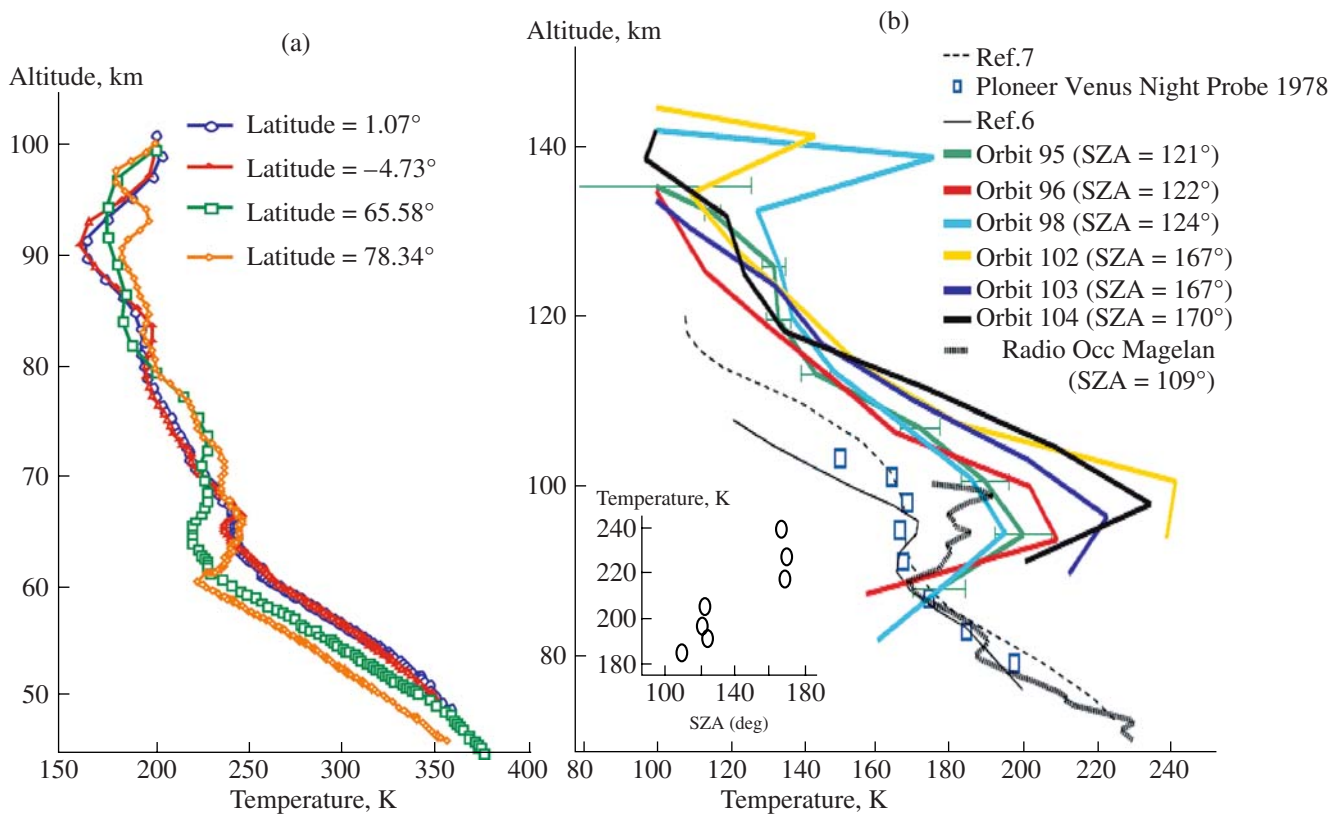 (a)
Altitude, km
100
90
80
70
60
50
150 200 250 300 350 400
Temperature, K
Latitude = 1.07°
Latitude = –4.73°
Latitude = 65.58°
Latitude = 78.34°
(b)
Altitude, km
140
120
100
80
80 100 120 140 160 180 200 220 240
Temperature, K
Ref.7
Ploneer Venus Night Probe 1978
Ref.6
Orbit 95 (SZA = 121°)
Orbit 96 (SZA = 122°)
Orbit 98 (SZA = 124°)
Orbit 102 (SZA = 167°)
Orbit 103 (SZA = 167°)
Orbit 104 (SZA = 170°)
Radio Occ Magelan
(SZA = 109°)
Temperature, K
240
220
200
180
100 140 180
SZA (deg)